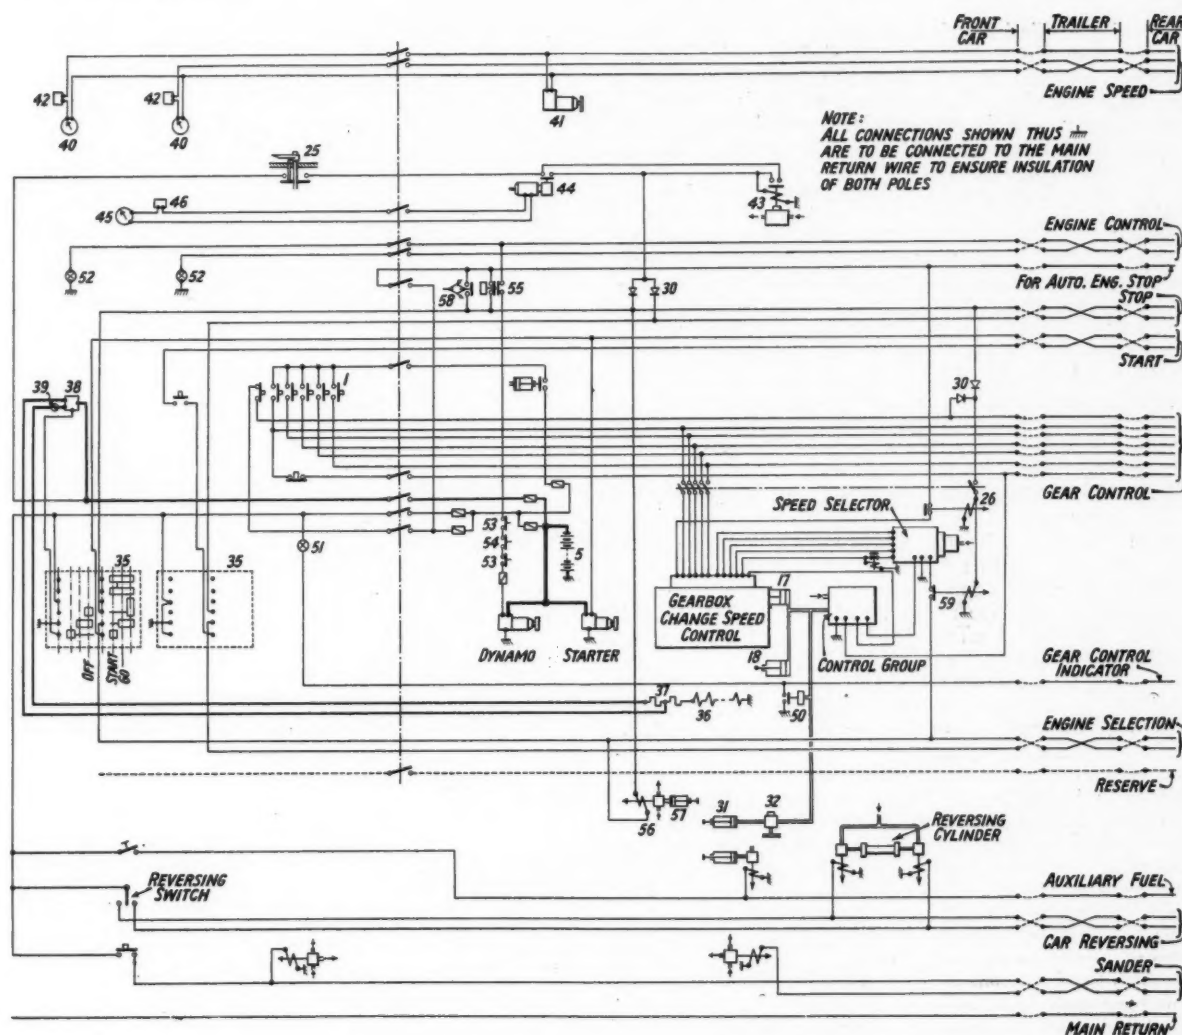 FRONT CAR
TRAILER
REAR CAR
42
42
40
40
41
ENGINE SPEED
NOTE:
ALL CONNECTIONS SHOWN THUS
ARE TO BE CONNECTED TO THE MAIN
RETURN WIRE TO ENSURE INSULATION
OF BOTH POLES
25
44
43
45
46
ENGINE CONTROL
52
52
58
55
30
FOR AUTO. ENG. STOP
STOP
START
1
39
38
30
GEAR CONTROL
SPEED SELECTOR
26
53
54
53
5
51
35
35
OFF
START
GO
DYNAMO
STARTER
GEARBOX
CHANGE SPEED
CONTROL
17
18
CONTROL GROUP
59
GEAR CONTROL
INDICATOR
37
36
50
ENGINE SELECTION
RESERVE
56
57
31
32
REVERSING
CYLINDER
AUXILIARY FUEL
REVERSING
SWITCH
CAR REVERSING
SANDER
MAIN RETURN